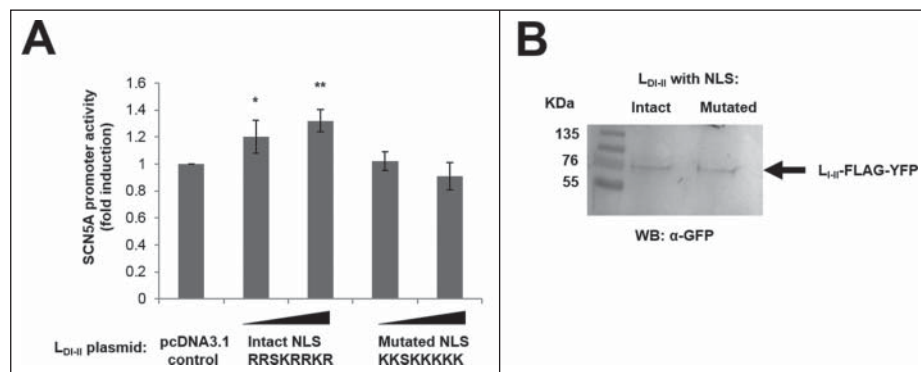 A
SCN5A promoter activity
(fold induction)
1.6
1.4
1.2
1
0.8
0.6
0.4
0.2
0
*
**
LDI-II plasmid:
pcDNA3.1
control
Intact NLS
RRSKRRKR
Mutated NLS
KKSKKKKK
B
LDI-II with NLS:
KDa
Intact
Mutated
135
76
55
LI-II-FLAG-YFP
WB: α-GFP